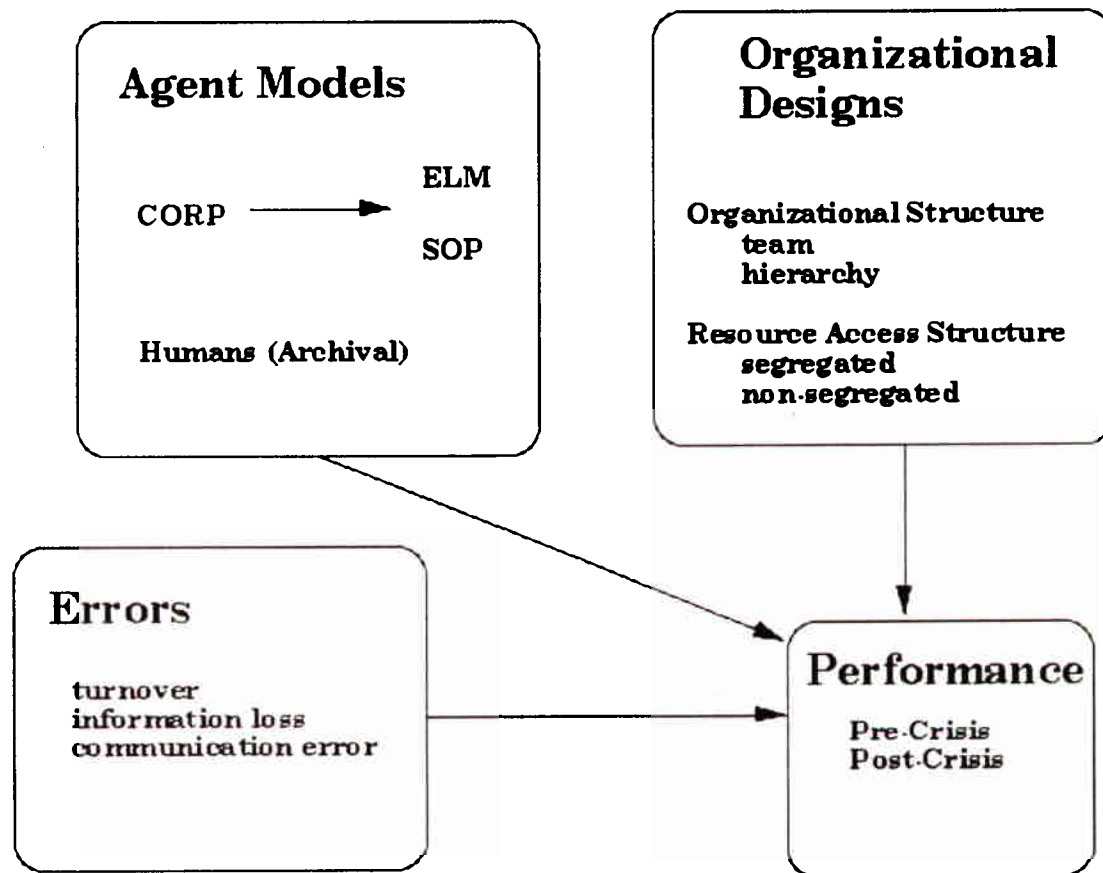 Agent Models
CORP
ELM
SOP
Humans (Archival)
Organizational
Designs
Organizational Structure
team
hierarchy
Resource Access Structure
segregated
non-segregated
Errors
turnover
information loss
communication error
Performance
Pre-Crisis
Post-Crisis